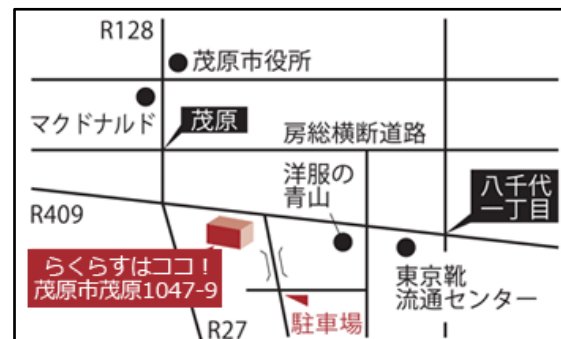 R128
茂原市役所
マクドナルド
茂原
房総横断道路
洋服の
青山
八千代
一丁目
R409
らくらすはココ！
茂原市茂原1047-9
東京靴
流通センター
駐車場
R27